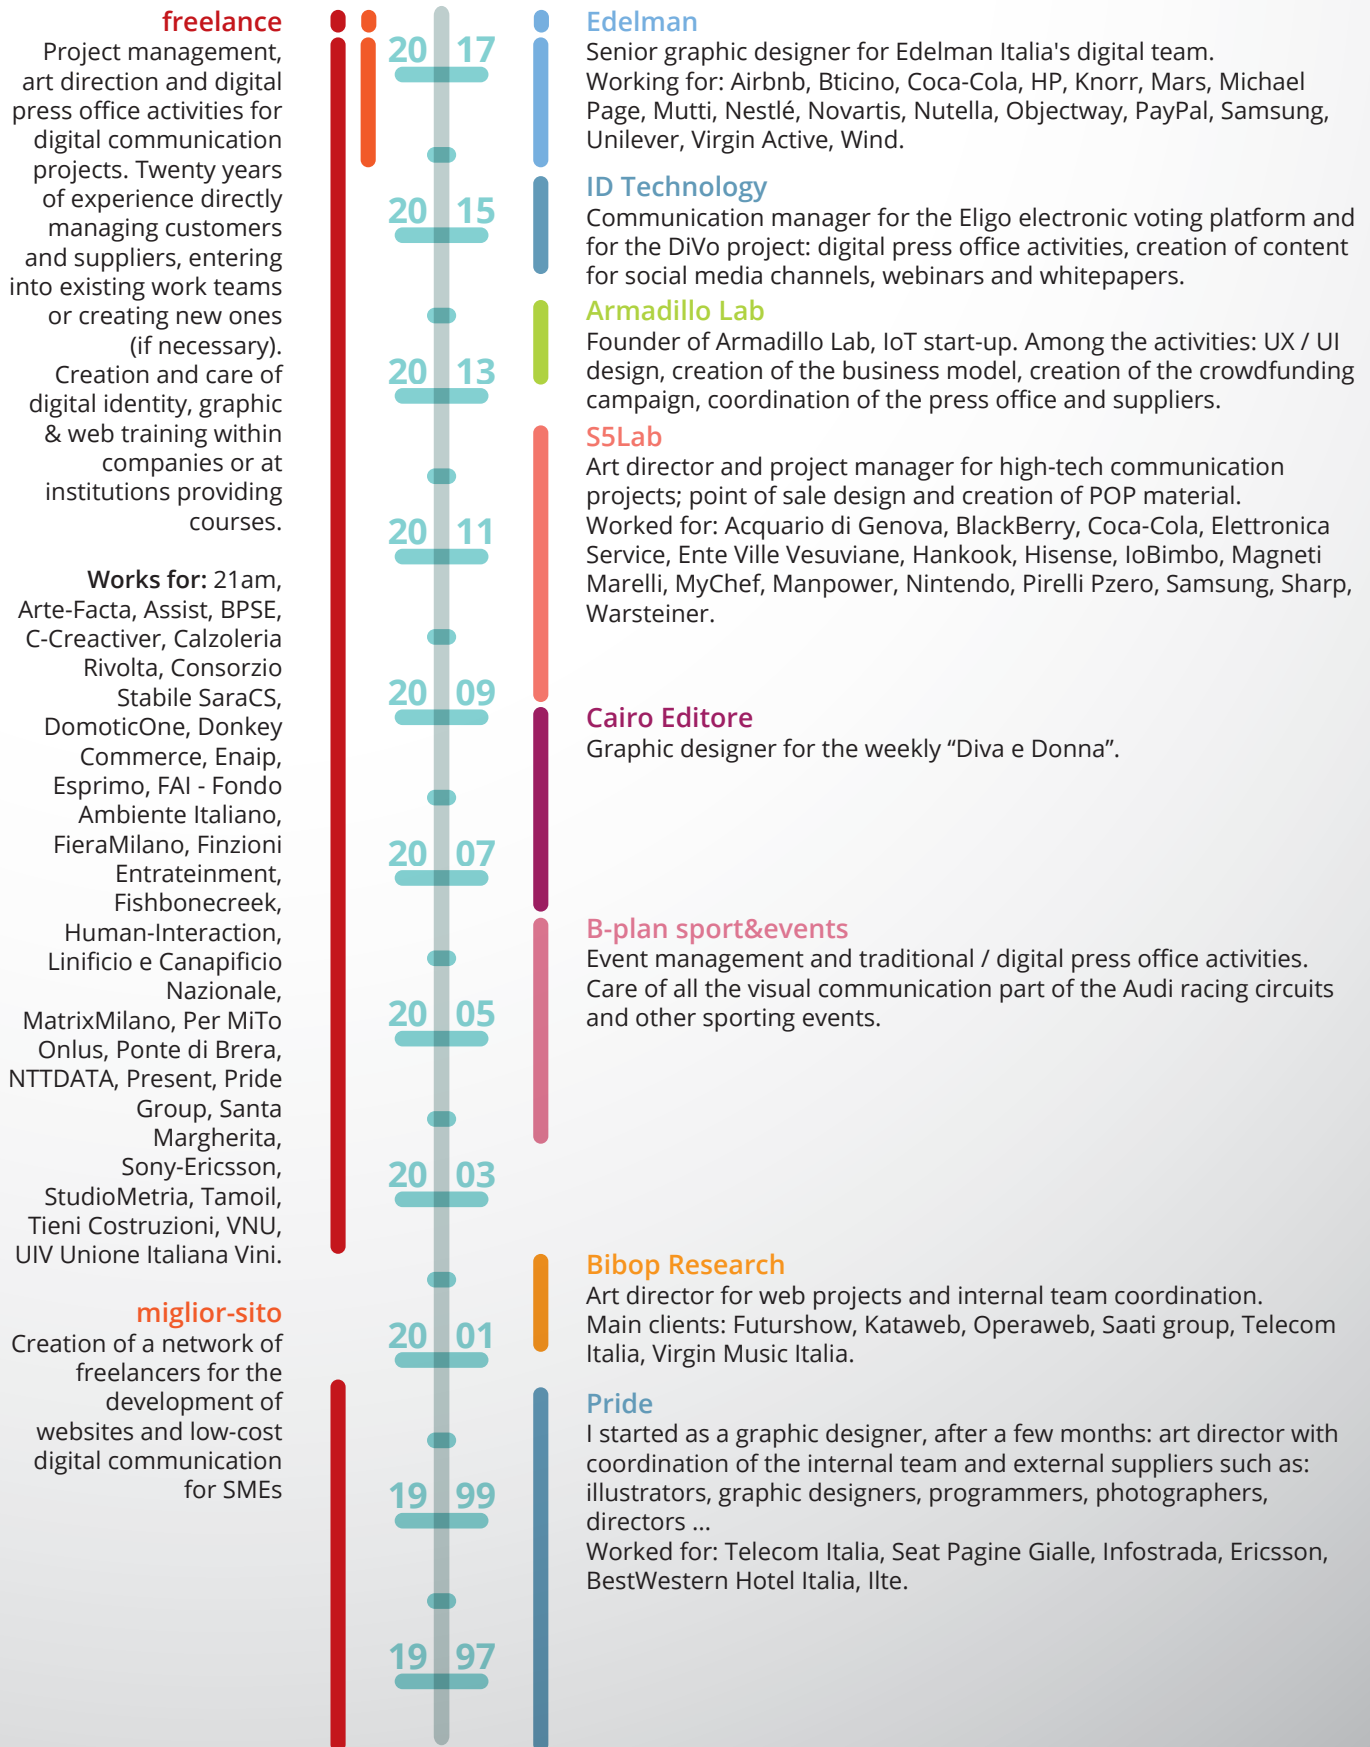 freelance
Project management,
art direction and digital
press office activities for
digital communication
projects. Twenty years
of experience directly
managing customers
and suppliers, entering
into existing work teams
or creating new ones
(if necessary).
Creation and care of
digital identity, graphic
& web training within
companies or at
institutions providing
courses.
Works for: 21am,
Arte-Facta, Assist, BPSE,
C-Creactiver, Calzoleria
Rivolta, Consorzio
Stabile SaraCS,
DomoticOne, Donkey
Commerce, Enaip,
Esprimo, FAI - Fondo
Ambiente Italiano,
FieraMilano, Finzioni
Entrateinment,
Fishbonecreek,
Human-Interaction,
Linificio e Canapificio
Nazionale,
MatrixMilano, Per MiTo
Onlus, Ponte di Brera,
NTTDATA, Present, Pride
Group, Santa
Margherita,
Sony-Ericsson,
StudioMetria, Tamoil,
Tieni Costruzioni, VNU,
UIV Unione Italiana Vini.
miglior-sito
Creation of a network of
freelancers for the
development of
websites and low-cost
digital communication
for SMEs
20 17
20 15
20 13
20 11
20 09
20 07
20 05
20 03
20 01
19 99
19 97
Edelman
Senior graphic designer for Edelman Italia's digital team.
Working for: Airbnb, Bticino, Coca-Cola, HP, Knorr, Mars, Michael
Page, Mutti, Nestlé, Novartis, Nutella, Objectway, PayPal, Samsung,
Unilever, Virgin Active, Wind.
ID Technology
Communication manager for the Eligo electronic voting platform and
for the DiVo project: digital press office activities, creation of content
for social media channels, webinars and whitepapers.
Armadillo Lab
Founder of Armadillo Lab, IoT start-up. Among the activities: UX / UI
design, creation of the business model, creation of the crowdfunding
campaign, coordination of the press office and suppliers.
S5Lab
Art director and project manager for high-tech communication
projects; point of sale design and creation of POP material.
Worked for: Acquario di Genova, BlackBerry, Coca-Cola, Elettronica
Service, Ente Ville Vesuviane, Hankook, Hisense, IoBimbo, Magneti
Marelli, MyChef, Manpower, Nintendo, Pirelli Pzero, Samsung, Sharp,
Warsteiner.
Cairo Editore
Graphic designer for the weekly “Diva e Donna”.
B-plan sport&events
Event management and traditional / digital press office activities.
Care of all the visual communication part of the Audi racing circuits
and other sporting events.
Bibop Research
Art director for web projects and internal team coordination.
Main clients: Futurshow, Kataweb, Operaweb, Saati group, Telecom
Italia, Virgin Music Italia.
Pride
I started as a graphic designer, after a few months: art director with
coordination of the internal team and external suppliers such as:
illustrators, graphic designers, programmers, photographers,
directors ...
Worked for: Telecom Italia, Seat Pagine Gialle, Infostrada, Ericsson,
BestWestern Hotel Italia, Ilte.